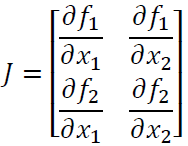 J = [ ∂f₁/∂x₁ ∂f₁/∂x₂
∂f₂/∂x₁ ∂f₂/∂x₂ ]